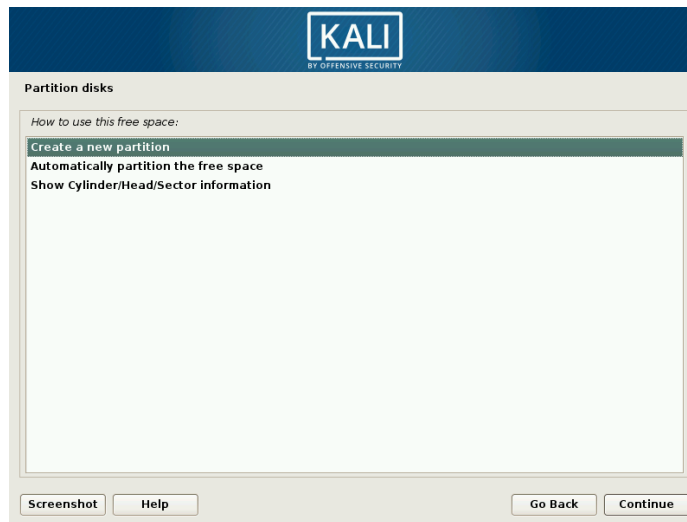 KALI
BY OFFENSIVE SECURITY
Partition disks
How to use this free space:
Create a new partition
Automatically partition the free space
Show Cylinder/Head/Sector information
Screenshot Help Go Back Continue